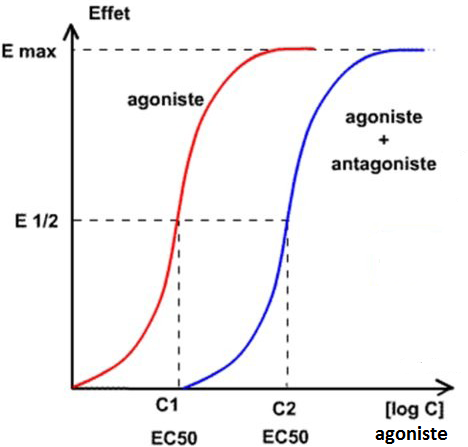 Effet
E max
agoniste
agoniste
+
antagoniste
E 1/2
C1
C2
[log C]
EC50
EC50
agoniste